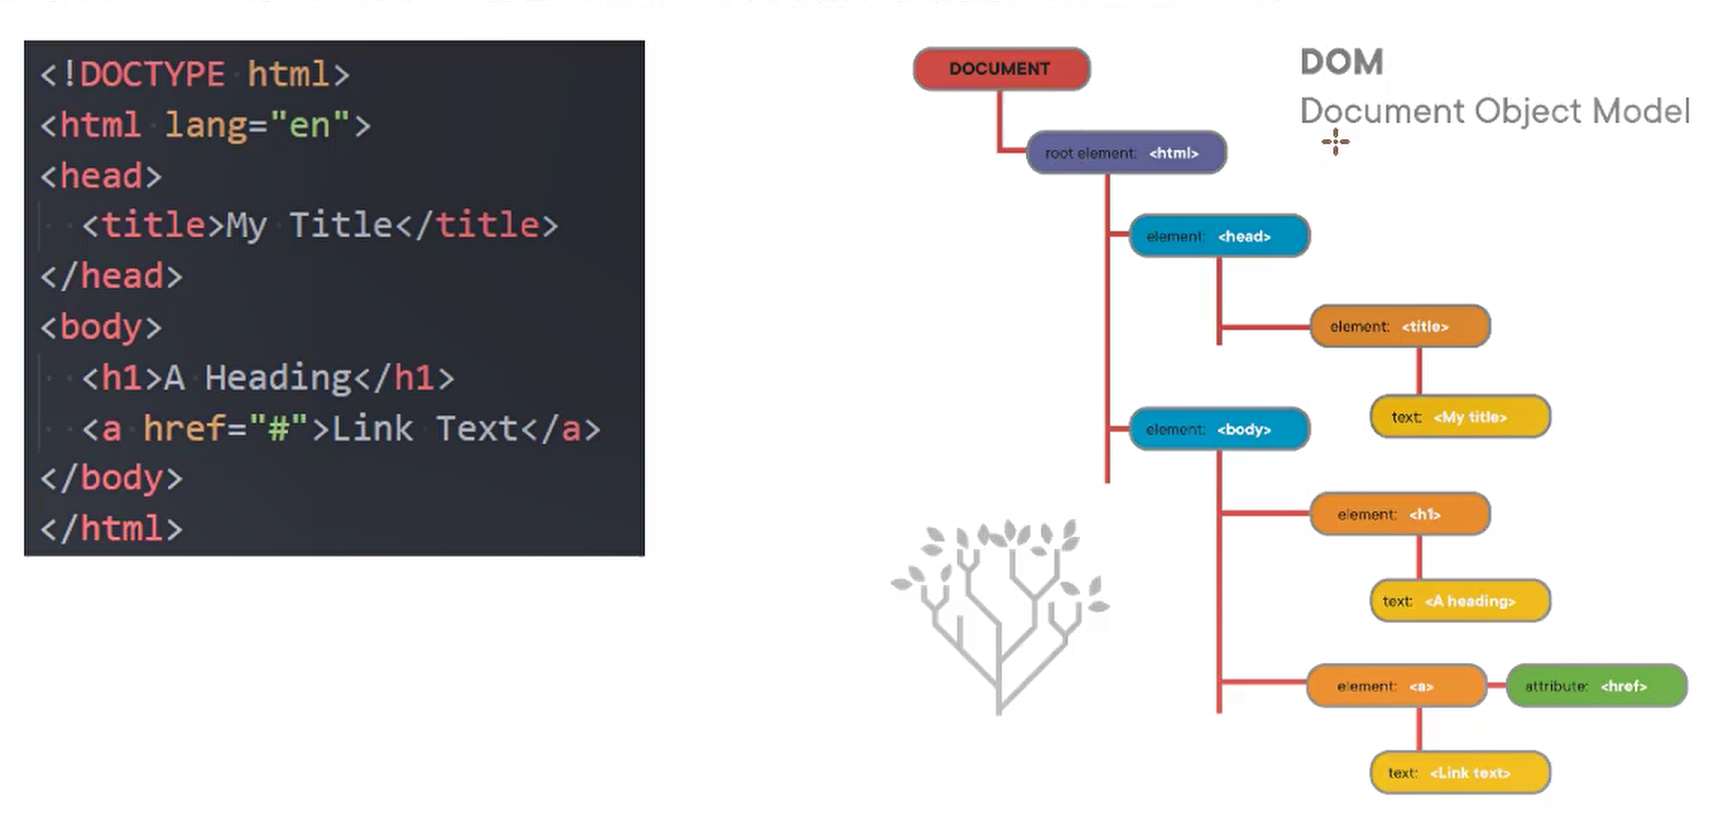 <!DOCTYPE html>
<html lang="en">
<head>
<title>My Title</title>
</head>
<body>
<h1>A Heading</h1>
<a href="#">Link Text</a>
</body>
</html>
DOM
Document Object Model
DOCUMENT
root element: <html>
element: <head>
element: <title>
text: <My title>
element: <body>
element: <h1>
text: <A heading>
element: <a> attribute: <href>
text: <Link text>